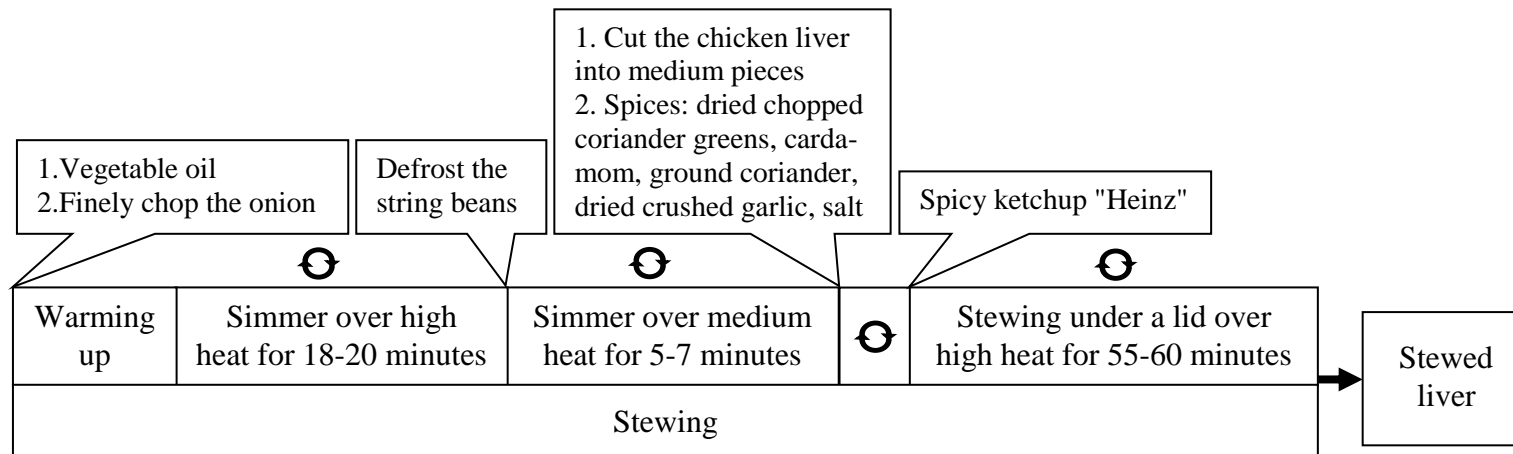 1.Vegetable oil
2.Finely chop the onion
Defrost the
string beans
1. Cut the chicken liver
into medium pieces
2. Spices: dried chopped
coriander greens, carda-
mom, ground coriander,
dried crushed garlic, salt
Spicy ketchup "Heinz"
Warming
up
Simmer over high
heat for 18-20 minutes
Simmer over medium
heat for 5-7 minutes
Stewing under a lid over
high heat for 55-60 minutes
Stewed
liver
Stewing